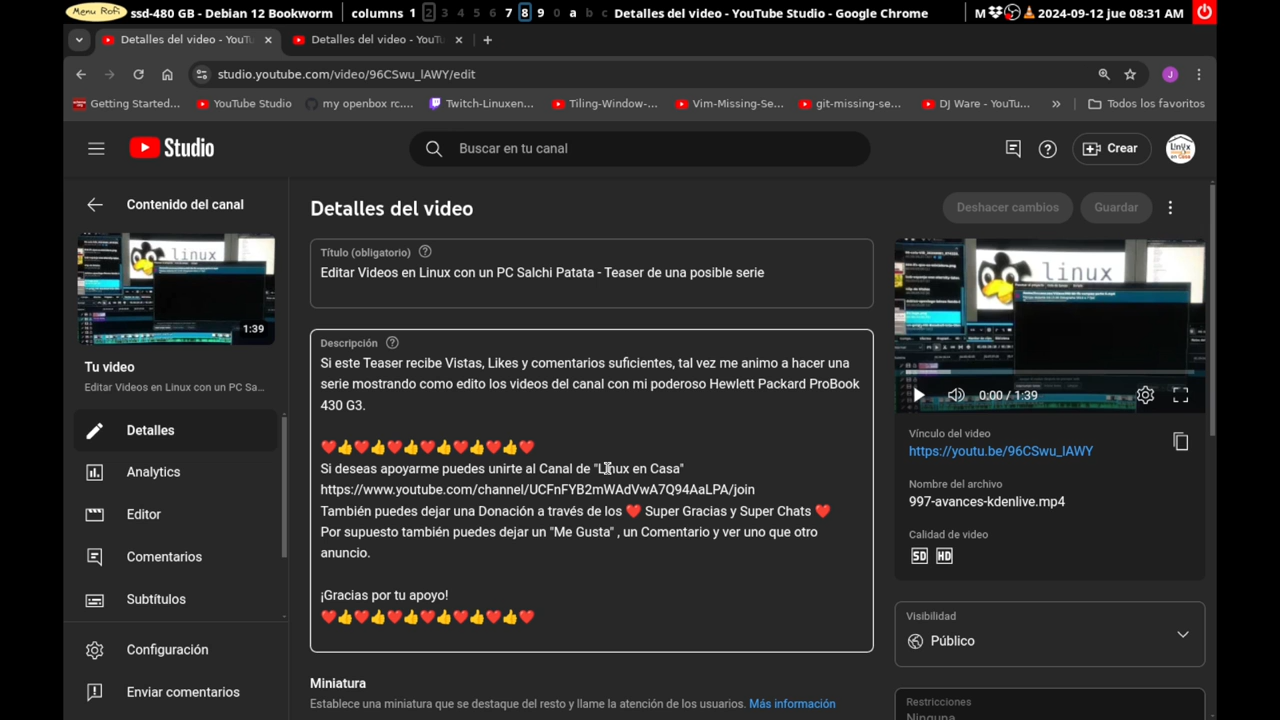 Menu Rofi ssd-480 GB - Debian 12 Bookworm columns 1 2 3 4 5 6 7 8 9 0 a b c Detalles del video - YouTube Studio - Google Chrome M 2024-09-12 jue 08:31 AM
Detalles del video - YouTu
Detalles del video - YouTu
studio.youtube.com/video/96CSwu_lAWY/edit
J
Getting Started...
YouTube Studio
my openbox rc....
Twitch-Linuxen...
Tiling-Window-...
Vim-Missing-Se...
git-missing-se...
DJ Ware - YouTu...
Todos los favoritos
Studio
Buscar en tu canal
Crear
Linux en Casa
Contenido del canal
linux
1:39
Tu video
Editar Videos en Linux con un PC Sa...
Detalles
Analytics
Editor
Comentarios
Subtítulos
Configuración
Enviar comentarios
Detalles del video
Deshacer cambios
Guardar
Título (obligatorio)
Editar Videos en Linux con un PC Salchi Patata - Teaser de una posible serie
Descripción
Si este Teaser recibe Vistas, Likes y comentarios suficientes, tal vez me animo a hacer una
serie mostrando como edito los videos del canal con mi poderoso Hewlett Packard ProBook
430 G3.
❤️👍❤️👍❤️👍❤️👍❤️👍❤️👍❤️
Si deseas apoyarme puedes unirte al Canal de "Linux en Casa"
https://www.youtube.com/channel/UCFnFYB2mWAdVwA7Q94AaLPA/join
También puedes dejar una Donación a través de los ❤️ Super Gracias y Super Chats ❤️
Por supuesto también puedes dejar un "Me Gusta" , un Comentario y ver uno que otro
anuncio.
¡Gracias por tu apoyo!
❤️👍❤️👍❤️👍❤️👍❤️👍❤️👍❤️
Miniatura
Establece una miniatura que se destaque del resto y llame la atención de los usuarios. Más información
linux
0:00 / 1:39
Vínculo del video
https://youtu.be/96CSwu_lAWY
Nombre del archivo
997-avances-kdenlive.mp4
Calidad de video
SD HD
Visibilidad
Público
Restricciones
Ninguna